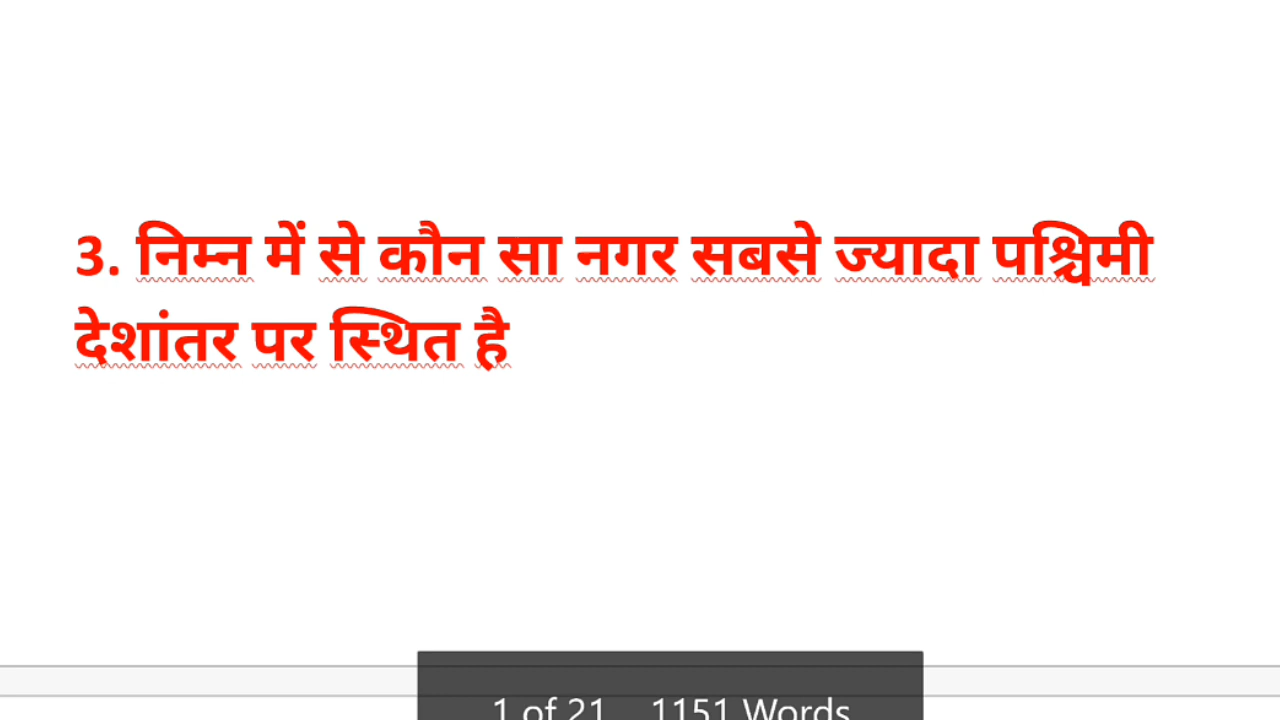 3. निम्न में से कौन सा नगर सबसे ज्यादा पश्चिमी
देशांतर पर स्थित है
1 of 21 1151 Words